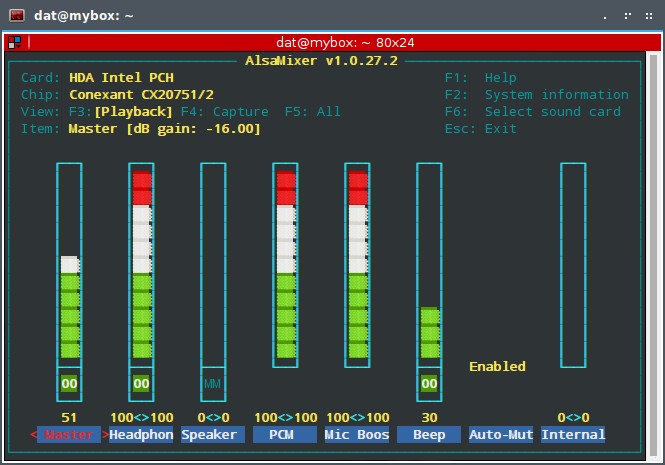 dat@mybox: ~
dat@mybox: ~ 80x24
AlsaMixer v1.0.27.2
Card: HDA Intel PCH F1: Help
Chip: Conexant CX20751/2 F2: System information
View: F3:[Playback] F4: Capture F5: All F6: Select sound card
Item: Master [dB gain: -16.00] Esc: Exit
Enabled
00 00 MM 00
51 100<>100 0<>0 100<>100 100<>100 30 0<>0
< Master >Headphon Speaker PCM Mic Boos Beep Auto-Mut Internal